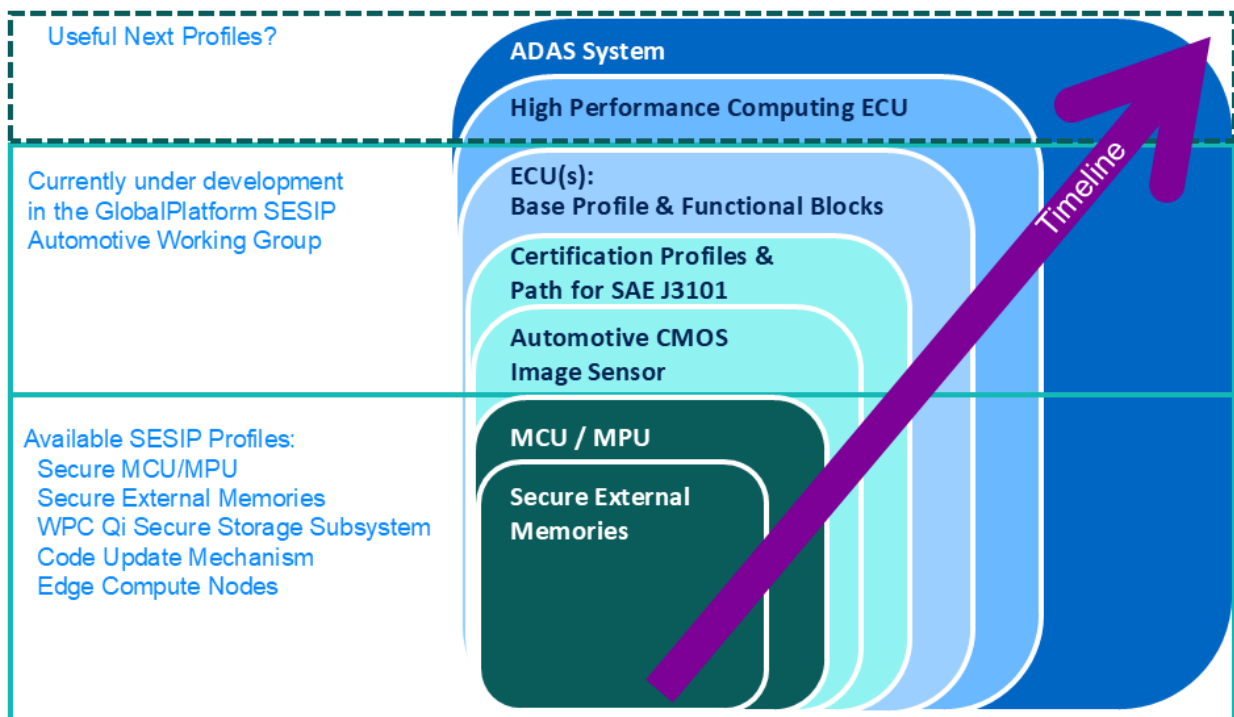 Useful Next Profiles?
ADAS System
High Performance Computing ECU
Currently under development
in the GlobalPlatform SESIP
Automotive Working Group
ECU(s):
Base Profile & Functional Blocks
Certification Profiles &
Path for SAE J3101
Automotive CMOS
Image Sensor
Timeline
Available SESIP Profiles:
Secure MCU/MPU
Secure External Memories
WPC Qi Secure Storage Subsystem
Code Update Mechanism
Edge Compute Nodes
MCU / MPU
Secure External
Memories